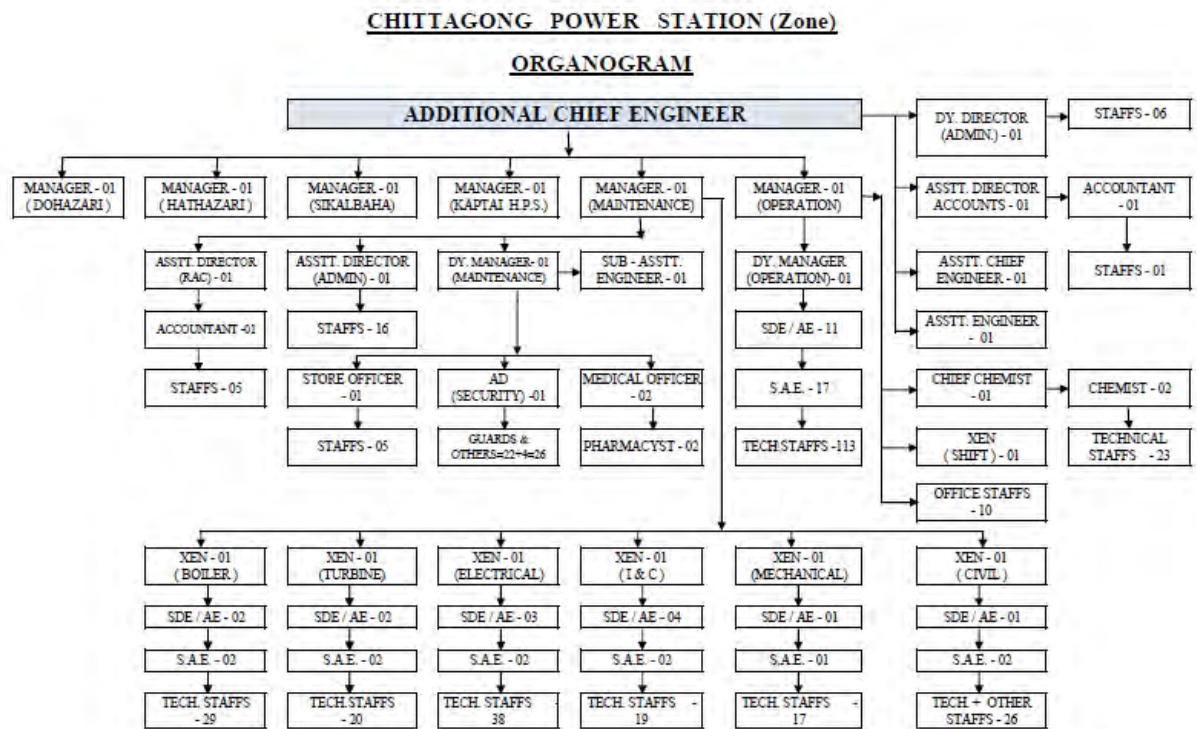 CHITTAGONG POWER STATION (Zone)
ORGANOGRAM
ADDITIONAL CHIEF ENGINEER
DY. DIRECTOR
(ADMIN.) - 01
STAFFS - 06
MANAGER - 01
( DOHAZARI )
MANAGER - 01
( HATHAZARI )
MANAGER - 01
(SIKALBAHA)
MANAGER - 01
(KAPTAI H.P.S.)
MANAGER - 01
(MAINTENANCE)
MANAGER - 01
(OPERATION)
ASSTT. DIRECTOR
ACCOUNTS - 01
ACCOUNTANT
- 01
ASSTT. DIRECTOR
(RAC) - 01
ASSTT. DIRECTOR
(ADMIN) - 01
DY. MANAGER- 01
(MAINTENANCE)
SUB - ASSTT.
ENGINEER - 01
DY. MANAGER
(OPERATION)- 01
ASSTT. CHIEF
ENGINEER - 01
STAFFS - 01
ACCOUNTANT -01
STAFFS - 16
SDE / AE - 11
ASSTT. ENGINEER
- 01
STAFFS - 05
STORE OFFICER
- 01
AD
(SECURITY) -01
MEDICAL OFFICER
- 02
S.A.E. - 17
CHIEF CHEMIST
- 01
CHEMIST - 02
STAFFS - 05
GUARDS &
OTHERS=22+4=26
PHARMACYST - 02
TECH.STAFFS -113
XEN
( SHIFT ) - 01
TECHNICAL
STAFFS - 23
OFFICE STAFFS
- 10
XEN - 01
( BOILER )
XEN - 01
(TURBINE)
XEN - 01
(ELECTRICAL)
XEN - 01
( I & C )
XEN - 01
(MECHANICAL)
XEN - 01
( CIVIL )
SDE / AE - 02
SDE / AE - 02
SDE / AE - 03
SDE / AE - 04
SDE / AE - 01
SDE / AE - 01
S.A.E. - 02
S.A.E. - 02
S.A.E. - 02
S.A.E. - 02
S.A.E. - 01
S.A.E. - 02
TECH. STAFFS
- 29
TECH.STAFFS
- 20
TECH. STAFFS -
38
TECH. STAFFS -
19
TECH. STAFFS -
17
TECH + OTHER
STAFFS - 26